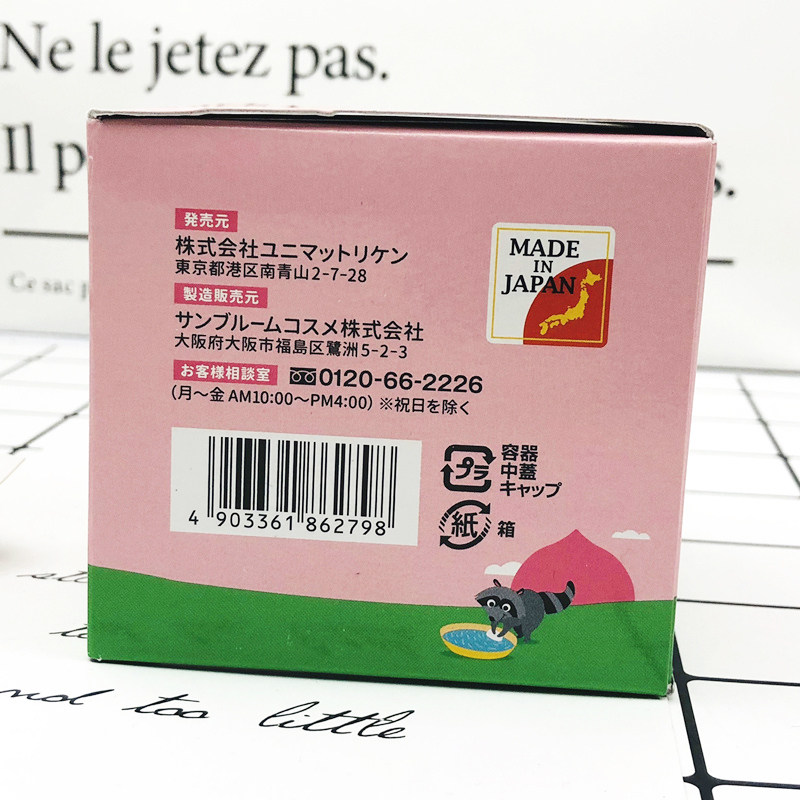 Ne le jetez pas.
Il p
s.
Ce sac p
発売元
株式会社ユニマットリケン
東京都港区南青山2-7-28
製造販売元
サンブルームコスメ株式会社
大阪府大阪市福島区鷺洲5-2-3
お客様相談室 0120-66-2226
(月～金 AM10:00～PM4:00) ※祝日を除く
MADE
IN
JAPAN
4 903361 862798
プラ
容器
中蓋
キャップ
紙 箱
not too little